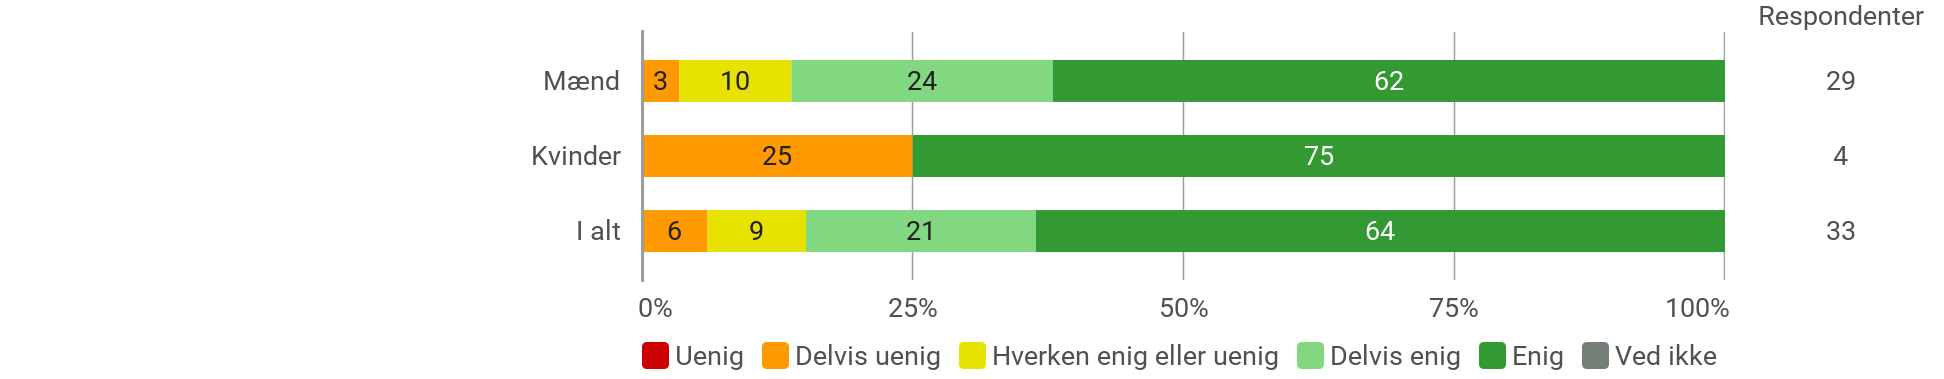 Respondenter
Mænd 3 10 24 62 29
Kvinder 25 75 4
I alt 6 9 21 64 33
0% 25% 50% 75% 100%
Uenig Delvis uenig Hverken enig eller uenig Delvis enig Enig Ved ikke